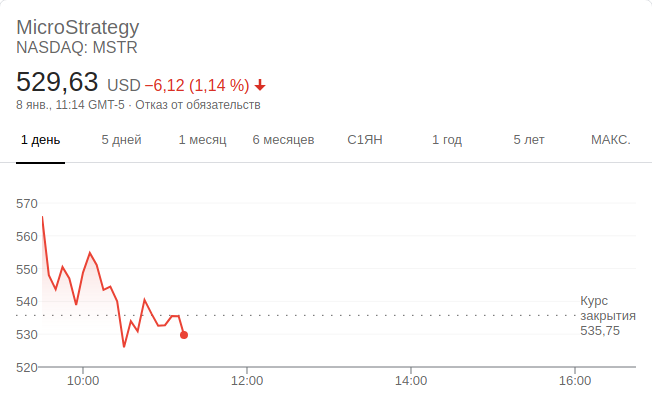 MicroStrategy
NASDAQ: MSTR
529,63 USD −6,12 (1,14 %)
8 янв., 11:14 GMT-5 · Отказ от обязательств
1 день 5 дней 1 месяц 6 месяцев С1ЯН 1 год 5 лет МАКС.
570
560
550
540
530
520
Курс
закрытия
535,75
10:00 12:00 14:00 16:00